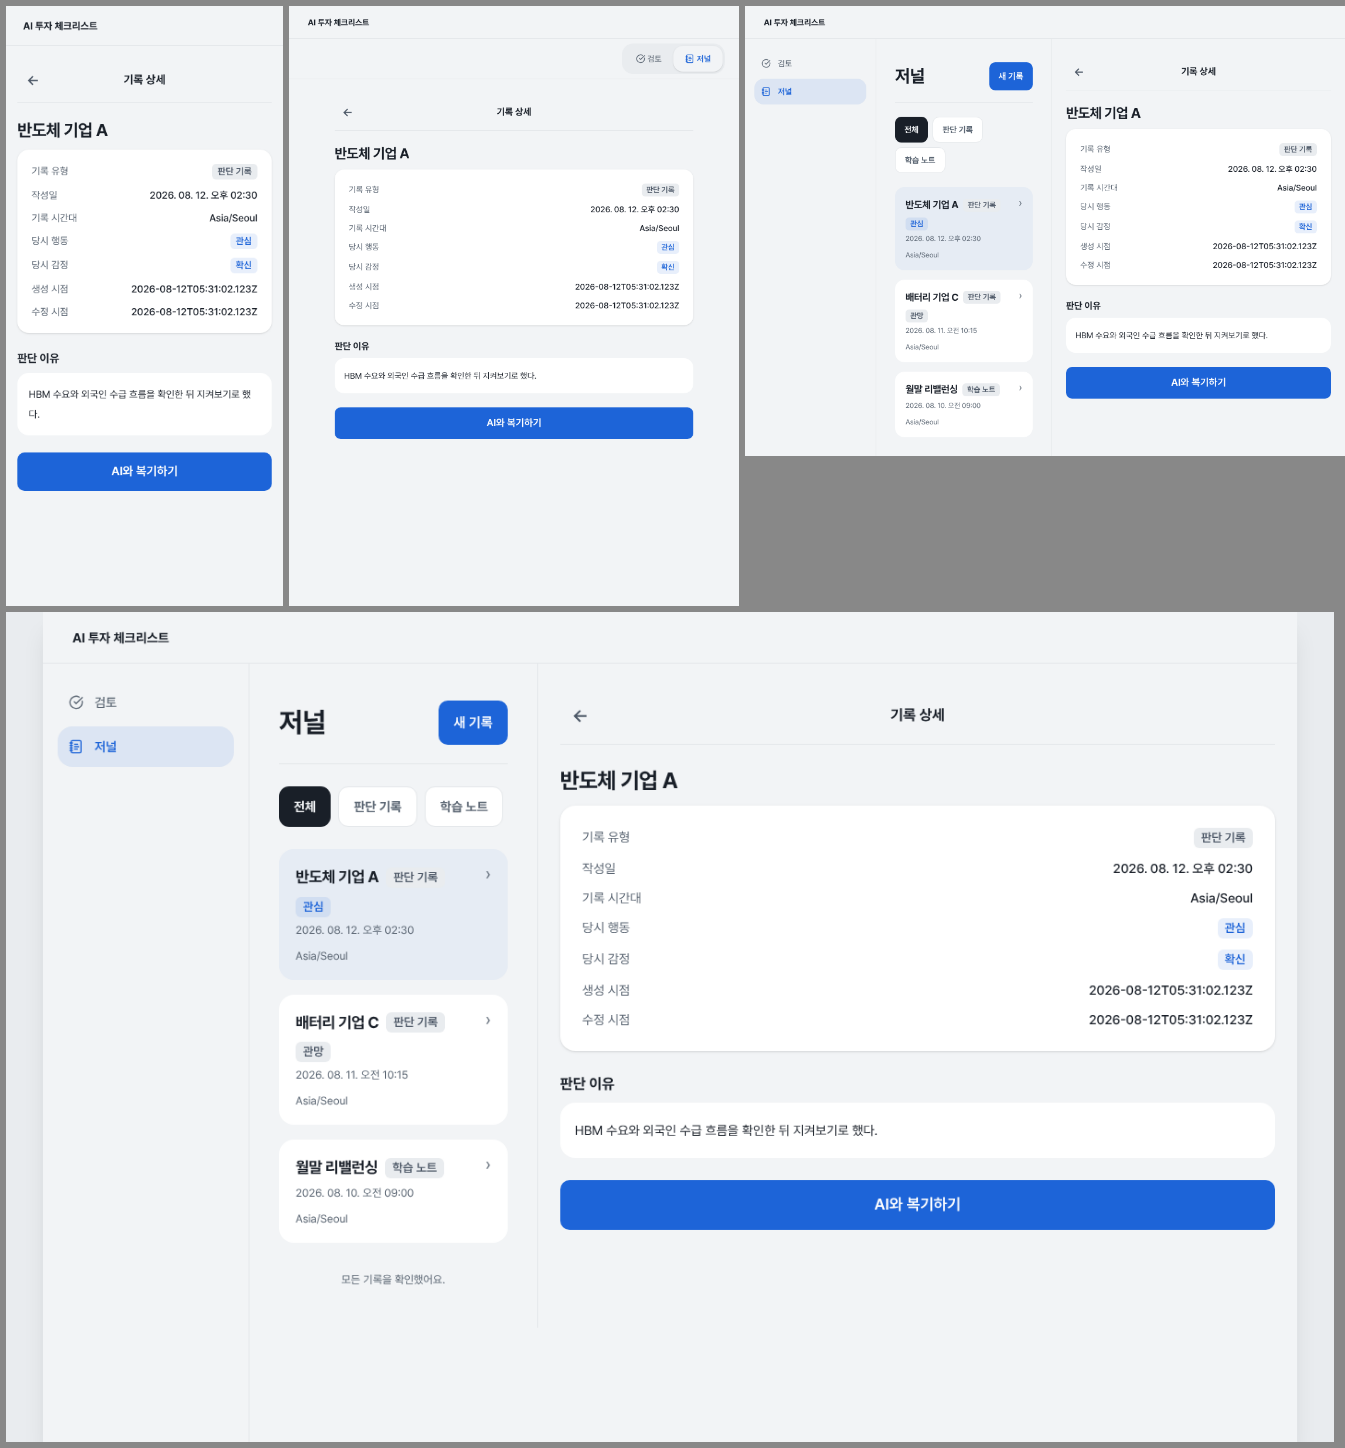 AI 투자 체크리스트
기록 상세
반도체 기업 A
기록 유형 판단 기록
작성일 2026. 08. 12. 오후 02:30
기록 시간대 Asia/Seoul
당시 행동 관심
당시 감정 확신
생성 시점 2026-08-12T05:31:02.123Z
수정 시점 2026-08-12T05:31:02.123Z
판단 이유
HBM 수요와 외국인 수급 흐름을 확인한 뒤 지켜보기로 했
다.
AI와 복기하기
AI 투자 체크리스트
검토 저널
기록 상세
반도체 기업 A
기록 유형 판단 기록
작성일 2026. 08. 12. 오후 02:30
기록 시간대 Asia/Seoul
당시 행동 관심
당시 감정 확신
생성 시점 2026-08-12T05:31:02.123Z
수정 시점 2026-08-12T05:31:02.123Z
판단 이유
HBM 수요와 외국인 수급 흐름을 확인한 뒤 지켜보기로 했다.
AI와 복기하기
AI 투자 체크리스트
검토
저널
저널 새 기록
전체 판단 기록
학습 노트
반도체 기업 A 판단 기록
관심
2026. 08. 12. 오후 02:30
Asia/Seoul
배터리 기업 C 판단 기록
관망
2026. 08. 11. 오전 10:15
Asia/Seoul
월말 리밸런싱 학습 노트
2026. 08. 10. 오전 09:00
Asia/Seoul
기록 상세
반도체 기업 A
기록 유형 판단 기록
작성일 2026. 08. 12. 오후 02:30
기록 시간대 Asia/Seoul
당시 행동 관심
당시 감정 확신
생성 시점 2026-08-12T05:31:02.123Z
수정 시점 2026-08-12T05:31:02.123Z
판단 이유
HBM 수요와 외국인 수급 흐름을 확인한 뒤 지켜보기로 했다.
AI와 복기하기
AI 투자 체크리스트
검토
저널
저널 새 기록
전체 판단 기록 학습 노트
반도체 기업 A 판단 기록
관심
2026. 08. 12. 오후 02:30
Asia/Seoul
배터리 기업 C 판단 기록
관망
2026. 08. 11. 오전 10:15
Asia/Seoul
월말 리밸런싱 학습 노트
2026. 08. 10. 오전 09:00
Asia/Seoul
모든 기록을 확인했어요.
기록 상세
반도체 기업 A
기록 유형 판단 기록
작성일 2026. 08. 12. 오후 02:30
기록 시간대 Asia/Seoul
당시 행동 관심
당시 감정 확신
생성 시점 2026-08-12T05:31:02.123Z
수정 시점 2026-08-12T05:31:02.123Z
판단 이유
HBM 수요와 외국인 수급 흐름을 확인한 뒤 지켜보기로 했다.
AI와 복기하기